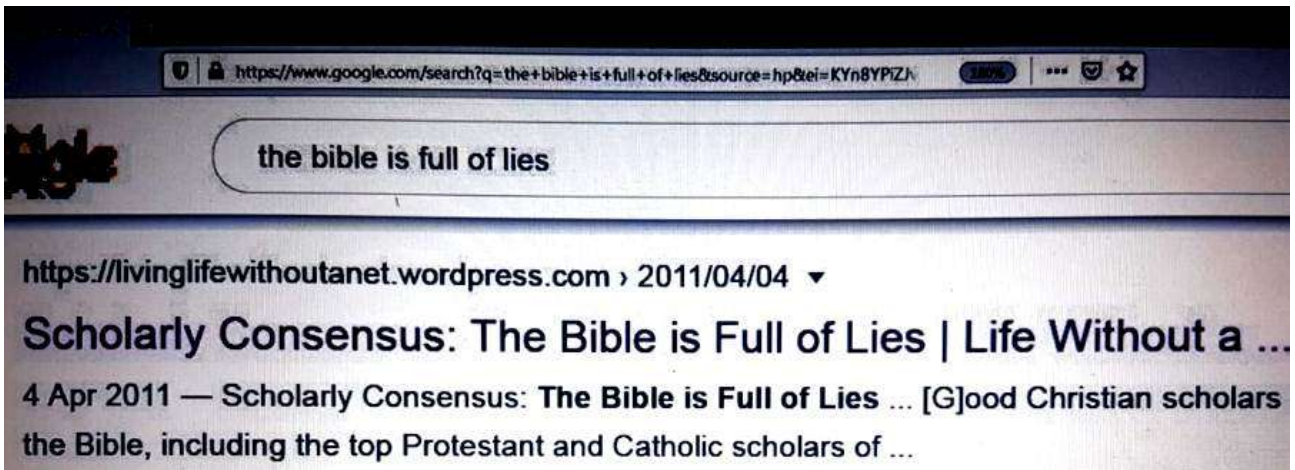 https://www.google.com/search?q=the+bible+is+full+of+lies&source=hp&ei=KYn8YPiZJ
the bible is full of lies
https://livinglifewithoutanet.wordpress.com › 2011/04/04
Scholarly Consensus: The Bible is Full of Lies | Life Without a ...
4 Apr 2011 — Scholarly Consensus: The Bible is Full of Lies ... [G]ood Christian scholars
the Bible, including the top Protestant and Catholic scholars of ...